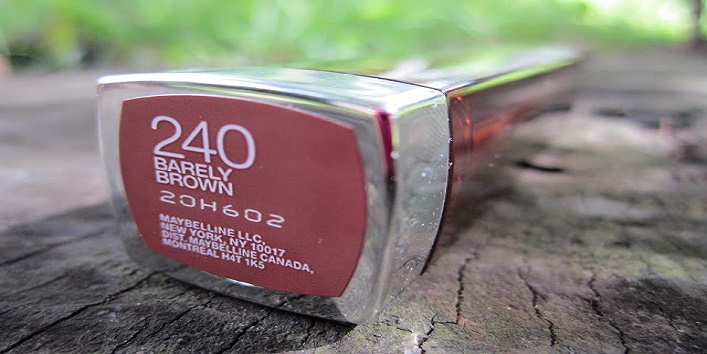 240
BARELY
BROWN
20H602
MAYBELLINE LLC,
NEW YORK, NY 10017
DIST. MAYBELLINE CANADA,
MONTREAL H4T 1K5